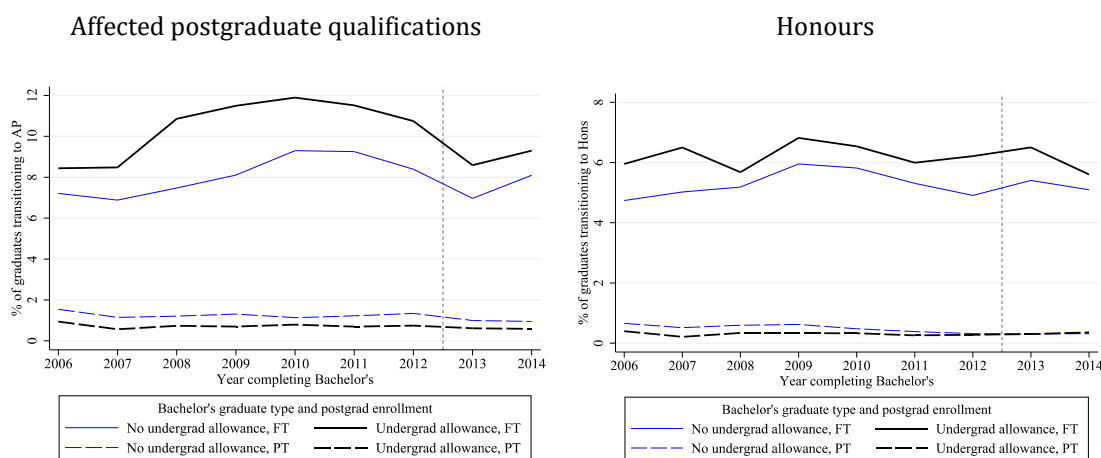 Affected postgraduate qualifications
% of graduates transitioning to AP
12
10
8
6
4
2
0
2006 2007 2008 2009 2010 2011 2012 2013 2014
Year completing Bachelor's
Bachelor's graduate type and postgrad enrollment
No undergrad allowance, FT Undergrad allowance, FT
No undergrad allowance, PT Undergrad allowance, PT
Honours
% of graduates transitioning to Hons
8
6
4
2
0
2006 2007 2008 2009 2010 2011 2012 2013 2014
Year completing Bachelor's
Bachelor's graduate type and postgrad enrollment
No undergrad allowance, FT Undergrad allowance, FT
No undergrad allowance, PT Undergrad allowance, PT